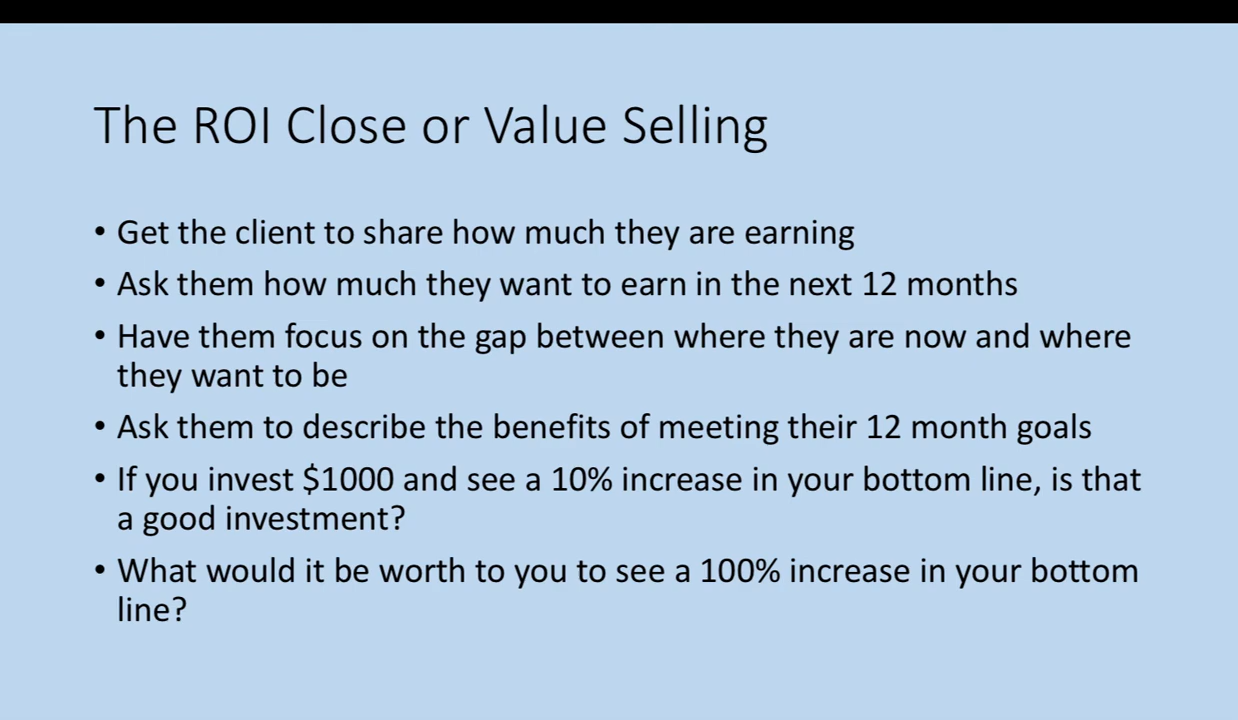 The ROI Close or Value Selling
• Get the client to share how much they are earning
• Ask them how much they want to earn in the next 12 months
• Have them focus on the gap between where they are now and where
they want to be
• Ask them to describe the benefits of meeting their 12 month goals
• If you invest $1000 and see a 10% increase in your bottom line, is that
a good investment?
• What would it be worth to you to see a 100% increase in your bottom
line?